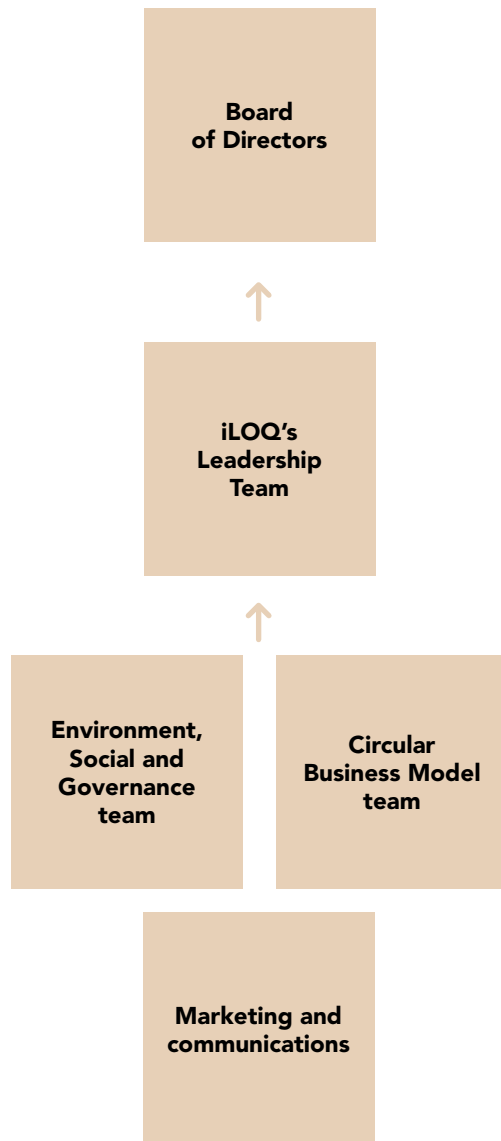 Board
of Directors
iLOQ’s
Leadership
Team
Environment,
Social and
Governance
team
Circular
Business Model
team
Marketing and
communications